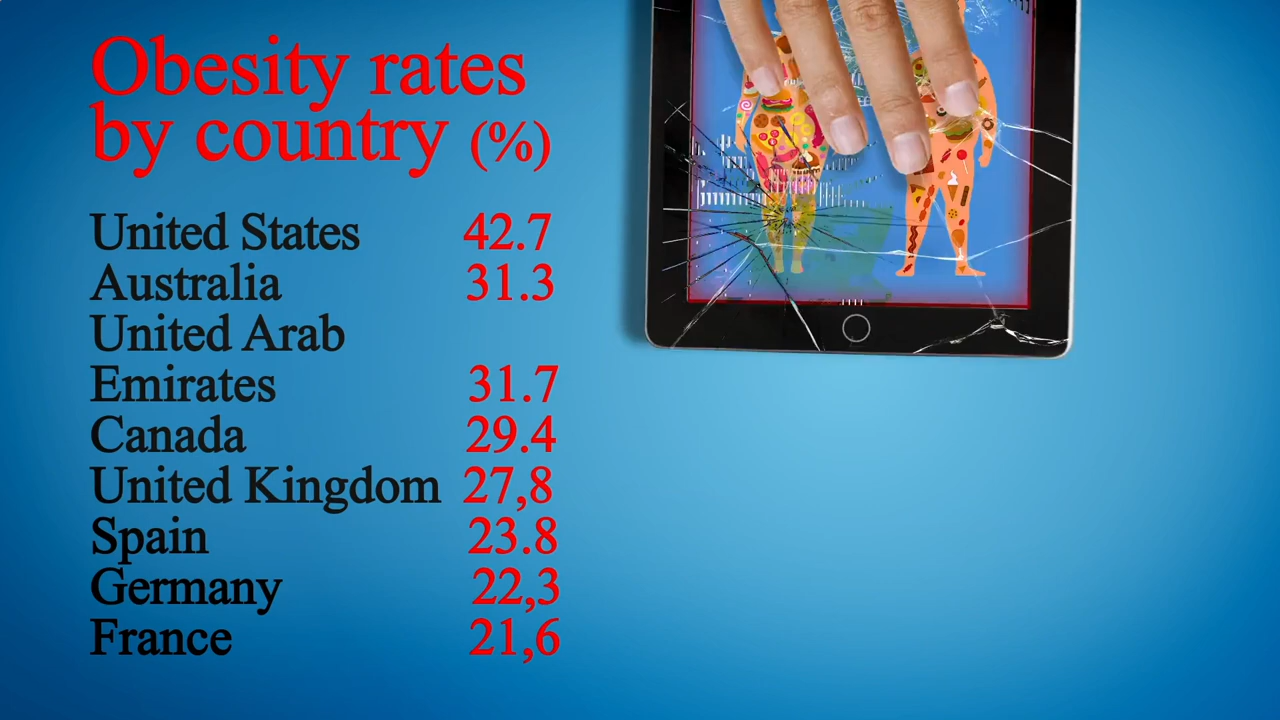 Obesity rates
by country (%)
United States 42.7
Australia 31.3
United Arab
Emirates 31.7
Canada 29.4
United Kingdom 27,8
Spain 23.8
Germany 22,3
France 21,6